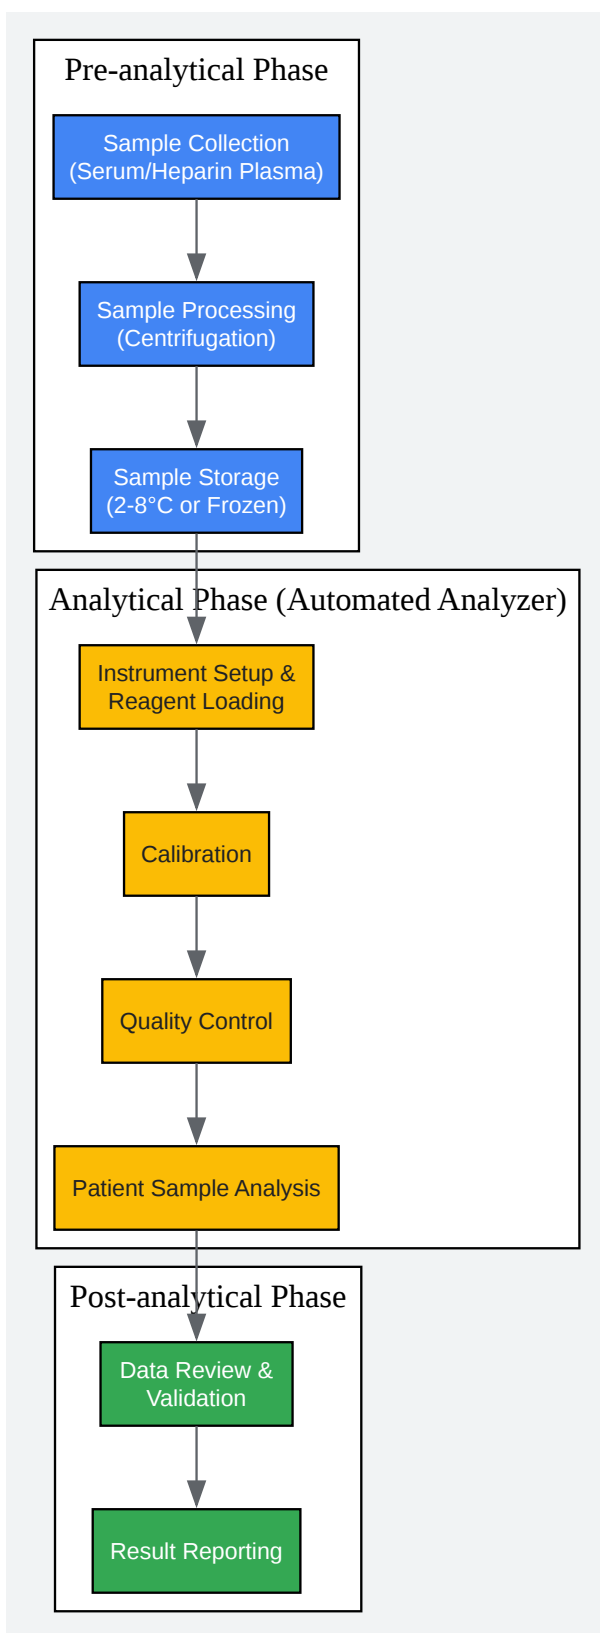 Pre-analytical Phase
Sample Collection
(Serum/Heparin Plasma)
Sample Processing
(Centrifugation)
Sample Storage
(2-8°C or Frozen)
Analytical Phase (Automated Analyzer)
Instrument Setup &
Reagent Loading
Calibration
Quality Control
Patient Sample Analysis
Post-analytical Phase
Data Review &
Validation
Result Reporting